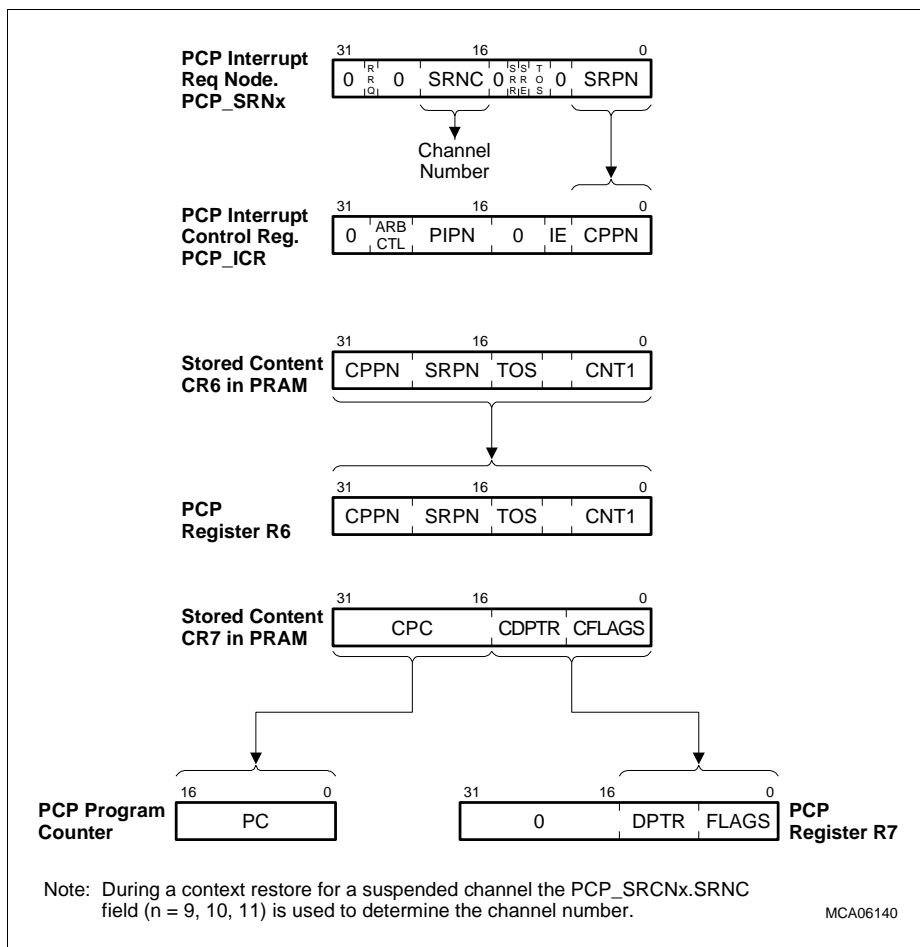 31 16 0
PCP Interrupt
Req Node.
PCP_SRNx
0 RRQ 0 SRNC 0 SRR SRE TOS 0 SRPN
Channel
Number
31 16 0
PCP Interrupt
Control Reg.
PCP_ICR
0 ARB CTL PIPN 0 IE CPPN
31 16 0
Stored Content
CR6 in PRAM
CPPN SRPN TOS CNT1
31 16 0
PCP
Register R6
CPPN SRPN TOS CNT1
31 16 0
Stored Content
CR7 in PRAM
CPC CDPTR CFLAGS
16 0
PCP Program
Counter
PC
31 16 0
0 DPTR FLAGS
PCP
Register R7
Note: During a context restore for a suspended channel the PCP_SRCNx.SRNC
field (n = 9, 10, 11) is used to determine the channel number.
MCA06140